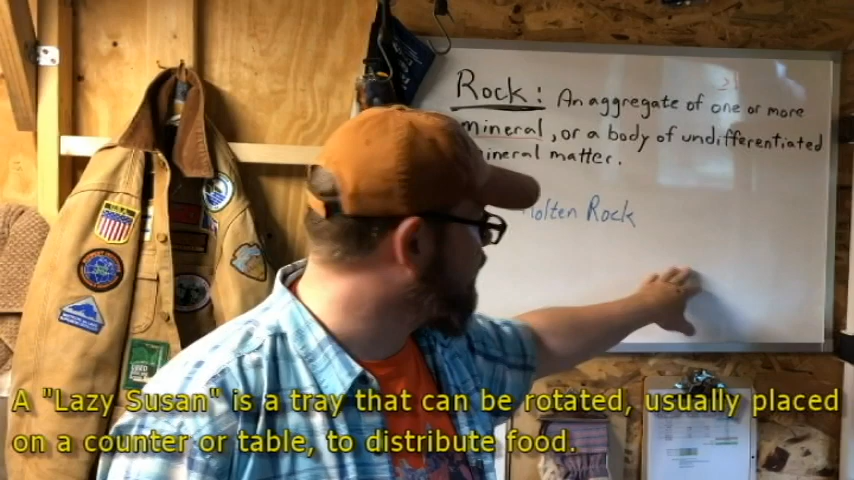 Rock: An aggregate of one or more
mineral, or a body of undifferentiated
mineral matter.
Molten Rock
A "Lazy Susan" is a tray that can be rotated, usually placed
on a counter or table, to distribute food.